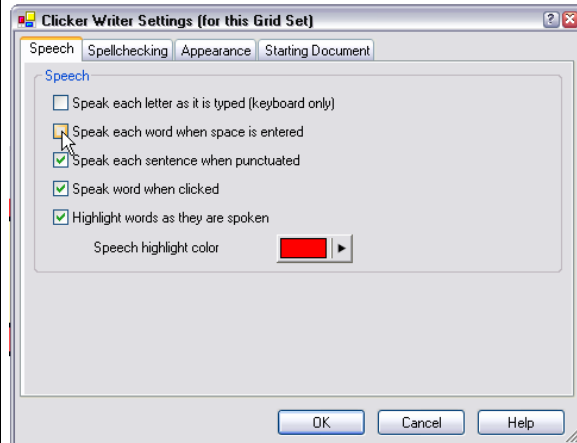 Clicker Writer Settings (for this Grid Set)
Speech Spellchecking Appearance Starting Document
Speech
Speak each letter as it is typed (keyboard only)
Speak each word when space is entered
Speak each sentence when punctuated
Speak word when clicked
Highlight words as they are spoken
Speech highlight color
OK Cancel Help